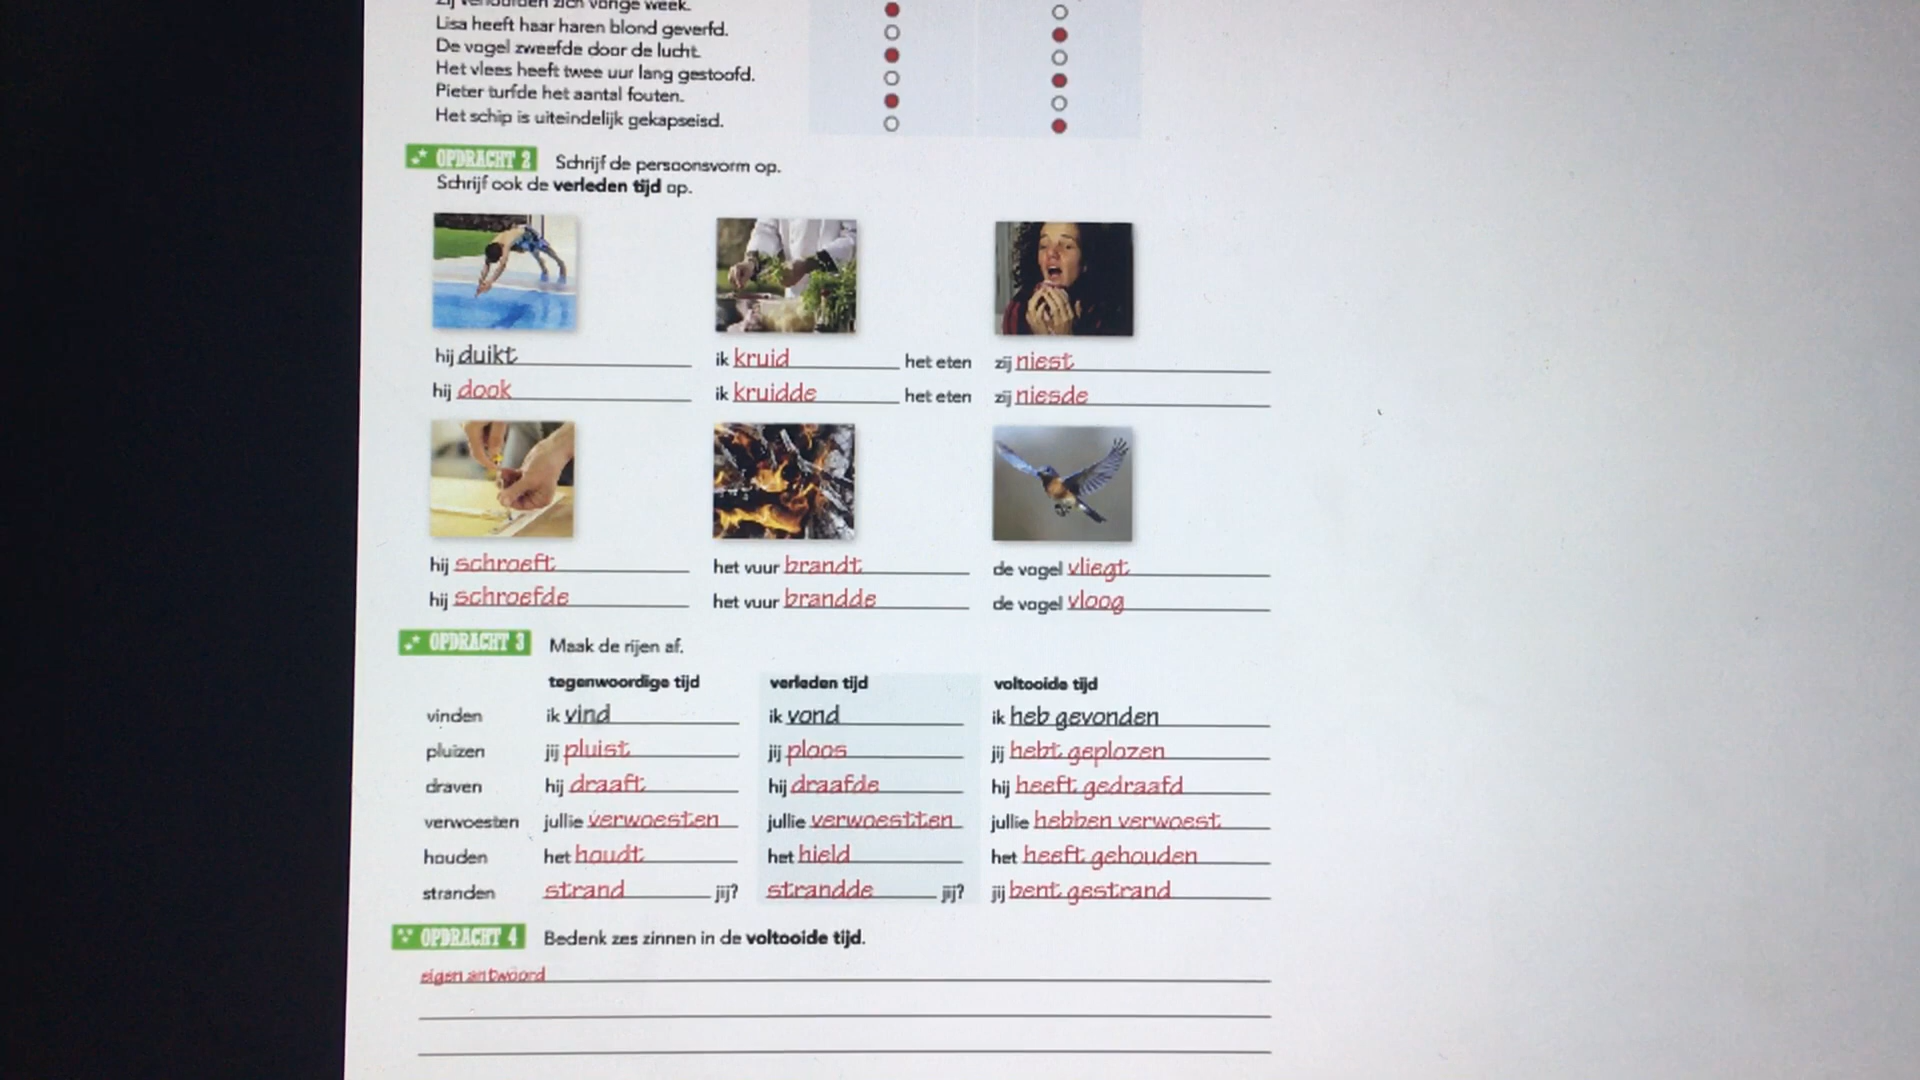 Zij verhuisden zich vorige week.
Lisa heeft haar haren blond geverfd.
De vogel zweefde door de lucht.
Het vlees heeft twee uur lang gestoofd.
Pieter turfde het aantal fouten.
Het schip is uiteindelijk gekapseisd.
OPDRACHT 2 Schrijf de persoonsvorm op.
Schrijf ook de verleden tijd op.
hij duikt ik kruid het eten zij niest
hij dook ik kruidde het eten zij niesde
hij schroeft het vuur brandt de vogel vliegt
hij schroefde het vuur brandde de vogel vloog
OPDRACHT 3 Maak de rijen af.
tegenwoordige tijd verleden tijd voltooide tijd
vinden ik vind ik vond ik heb gevonden
pluizen jij pluist jij ploos jij hebt geplozen
draven hij draaft hij draafde hij heeft gedraafd
verwoesten jullie verwoesten jullie verwoestten jullie hebben verwoest
houden het houdt het hield het heeft gehouden
stranden strand jij? strandde jij? jij bent gestrand
OPDRACHT 4 Bedenk zes zinnen in de voltooide tijd.
eigen antwoord